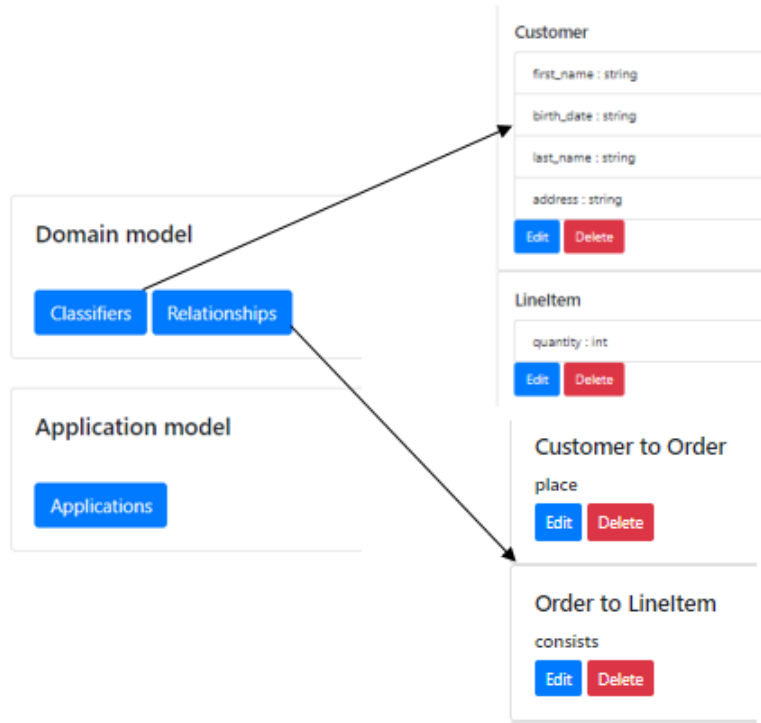 Domain model
Classifiers Relationships
Application model
Applications
Customer
first_name : string
birth_date : string
last_name : string
address : string
Edit Delete
LineItem
quantity : int
Edit Delete
Customer to Order
place
Edit Delete
Order to LineItem
consists
Edit Delete